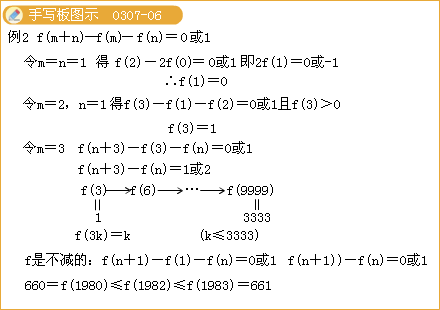 手写板图示 0307-06
例2 f(m+n)-f(m)-f(n)=0或1
令m=n=1 得 f(2)-2f(0)=0或1 即2f(1)=0或-1
∴f(1)=0
令m=2，n=1得f(3)-f(1)-f(2)=0或1且f(3)>0
f(3)=1
令m=3 f(n+3)-f(3)-f(n)=0或1
f(n+3)-f(n)=1或2
f(3)→f(6)→…→f(9999)
‖ ‖
1 3333
f(3k)=k (k≤3333)
f是不减的：f(n+1)-f(1)-f(n)=0或1 f(n+1))-f(n)=0或1
660=f(1980)≤f(1982)≤f(1983)=661